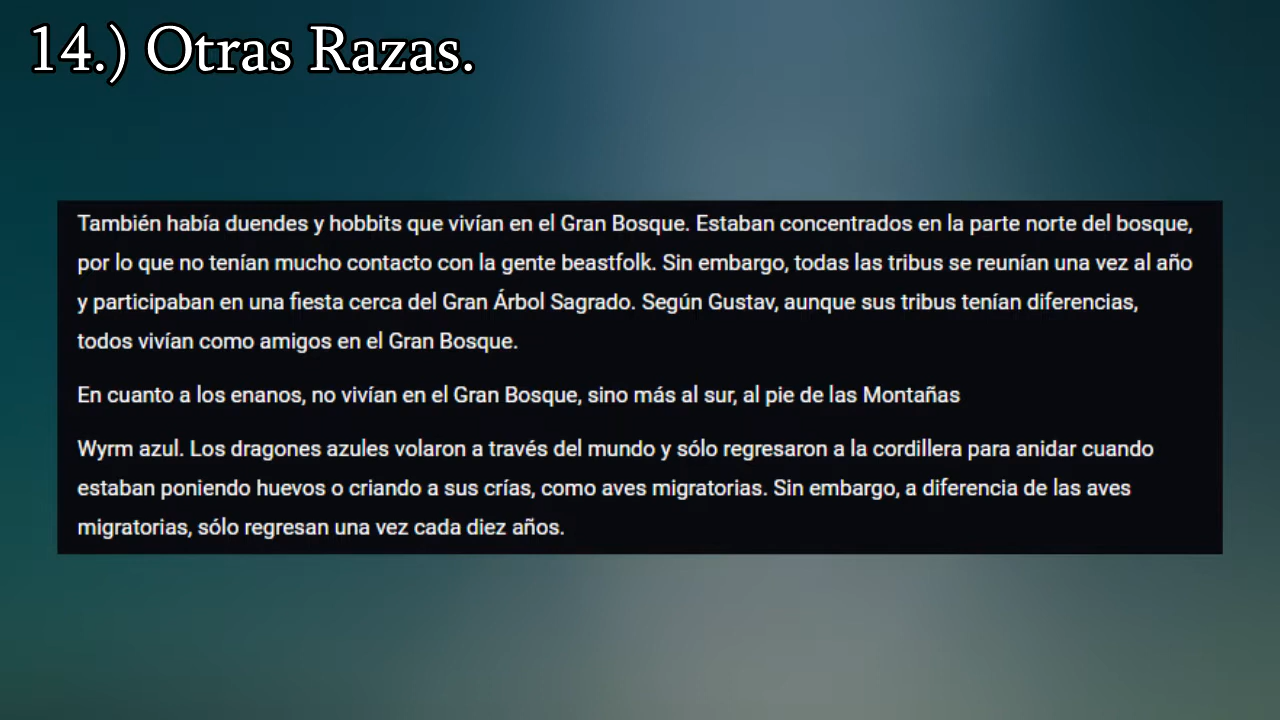 14.) Otras Razas.
También había duendes y hobbits que vivían en el Gran Bosque. Estaban concentrados en la parte norte del bosque,
por lo que no tenían mucho contacto con la gente beastfolk. Sin embargo, todas las tribus se reunían una vez al año
y participaban en una fiesta cerca del Gran Árbol Sagrado. Según Gustav, aunque sus tribus tenían diferencias,
todos vivían como amigos en el Gran Bosque.
En cuanto a los enanos, no vivían en el Gran Bosque, sino más al sur, al pie de las Montañas
Wyrm azul. Los dragones azules volaron a través del mundo y sólo regresaron a la cordillera para anidar cuando
estaban poniendo huevos o criando a sus crías, como aves migratorias. Sin embargo, a diferencia de las aves
migratorias, sólo regresan una vez cada diez años.